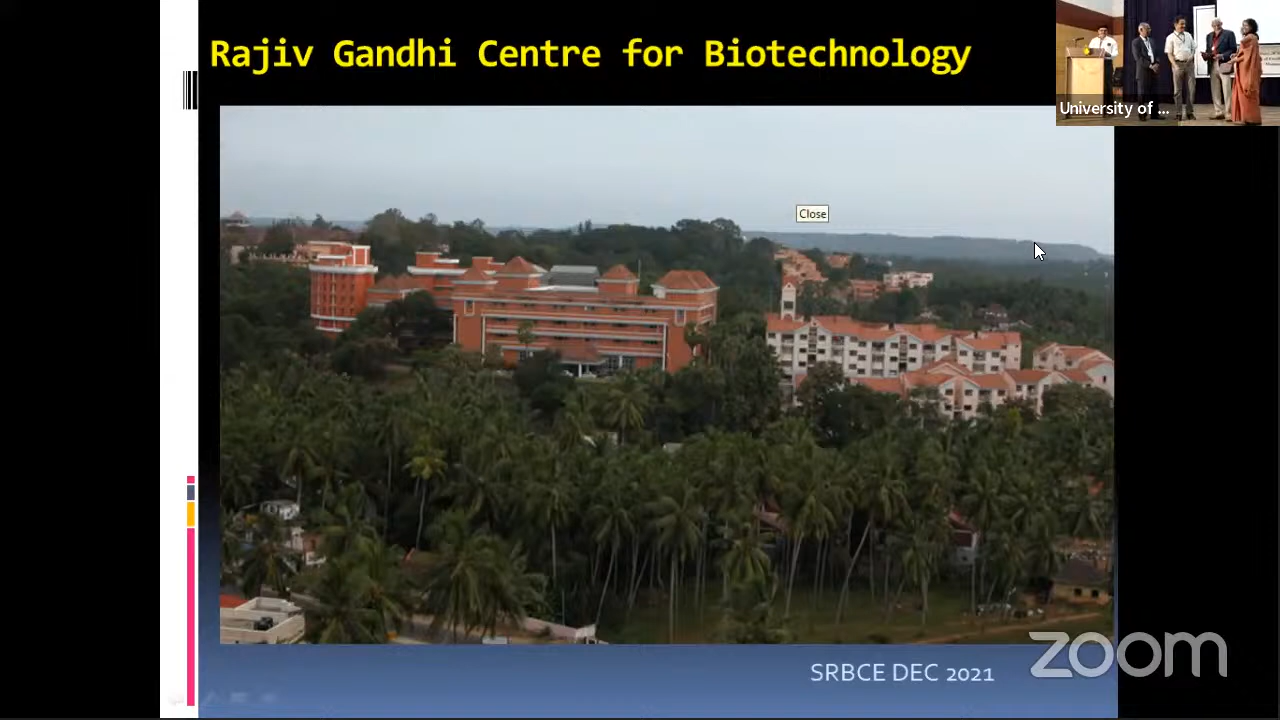 Rajiv Gandhi Centre for Biotechnology
University of ...
Close
SRBCE DEC 2021
zoom